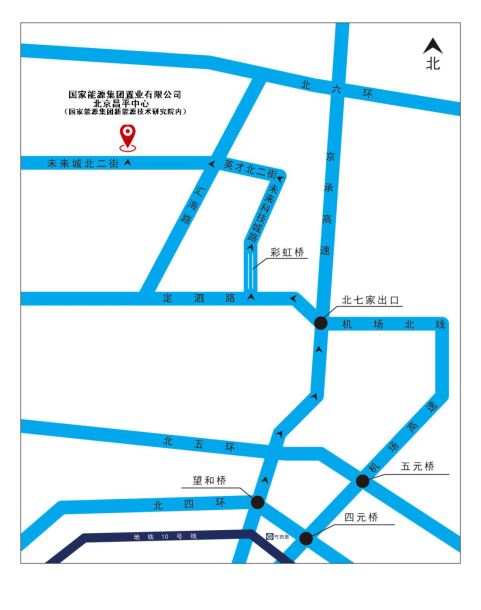 北
北六环
国家能源集团置业有限公司
北京昌平中心
（国家能源集团新能源技术研究院内）
未来城北二街
英才北二街
京承高速
汇海路
未来科技城路
彩虹桥
定泗路
北七家出口
机场北线
机场高速
北五环
五元桥
望和桥
北四环
四元桥
地铁10号线